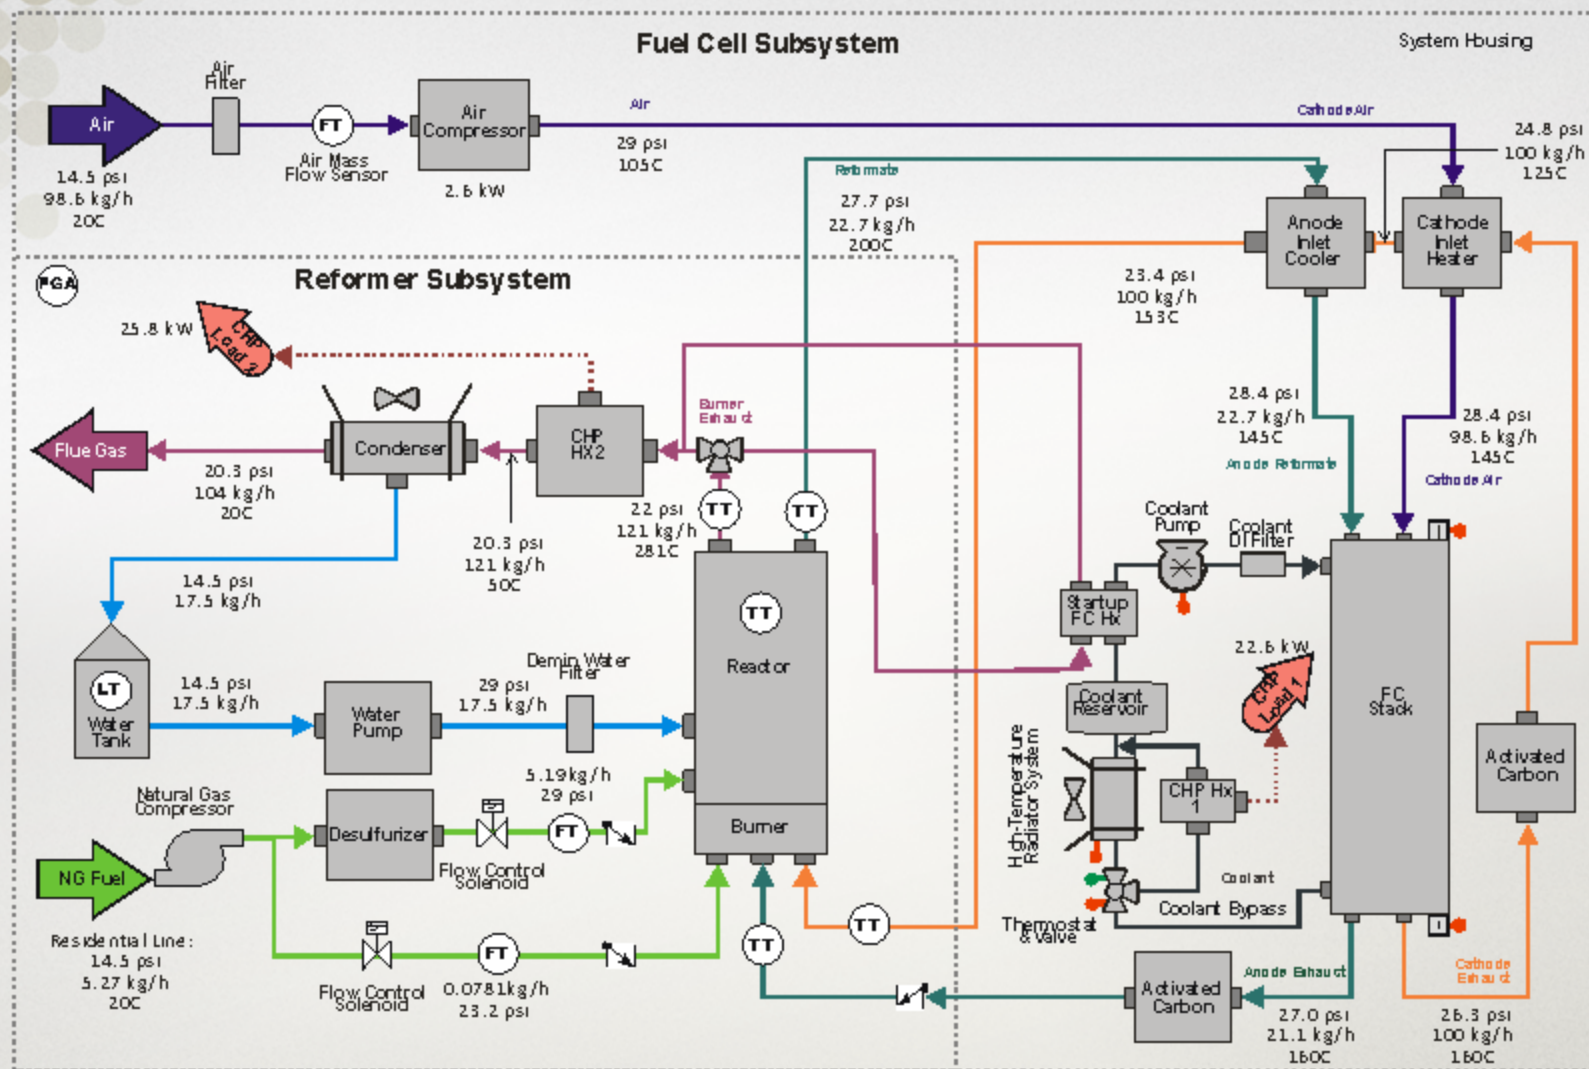 Fuel Cell Subsystem
System Housing
Air
Filter
Air
14.5 psi
98.6 kg/h
20C
FT
Air Mass
Flow Sensor
Air
Compressor
2.6 kW
Air
29 psi
105C
Cathode Air
24.8 psi
100 kg/h
125C
Reformate
27.7 psi
22.7 kg/h
200C
Anode
Inlet
Cooler
Cathode
Inlet
Heater
23.4 psi
100 kg/h
153C
Reformer Subsystem
25.8 kW
CHP
Load 2
Burner
Exhaust
28.4 psi
22.7 kg/h
145C
Anode Reformate
28.4 psi
98.6 kg/h
145C
Cathode Air
Flue Gas
20.3 psi
104 kg/h
20C
Condenser
CHP
HX2
20.3 psi
121 kg/h
50C
22 psi
121 kg/h
281C
TT
TT
TT
Reactor
Burner
Coolant
Pump
Coolant
DI Filter
Startup
FC Hx
22.6 kW
CHP
Load 1
Coolant
Reservoir
High-Temperature
Radiator System
CHP Hx
1
FC
Stack
Activated
Carbon
14.5 psi
17.5 kg/h
LT
Water
Tank
14.5 psi
17.5 kg/h
Water
Pump
29 psi
17.5 kg/h
Demin Water
Filter
5.19kg/h
29 psi
Natural Gas
Compressor
NG Fuel
Residential Line:
14.5 psi
5.27 kg/h
20C
Desulfurizer
Flow Control
Solenoid
FT
Flow Control
Solenoid
FT
0.0781kg/h
23.2 psi
TT
TT
Thermostat
& Valve
Coolant
Coolant Bypass
Activated
Carbon
Anode Exhaust
27.0 psi
21.1 kg/h
160C
Cathode
Exhaust
26.3 psi
100 kg/h
160C